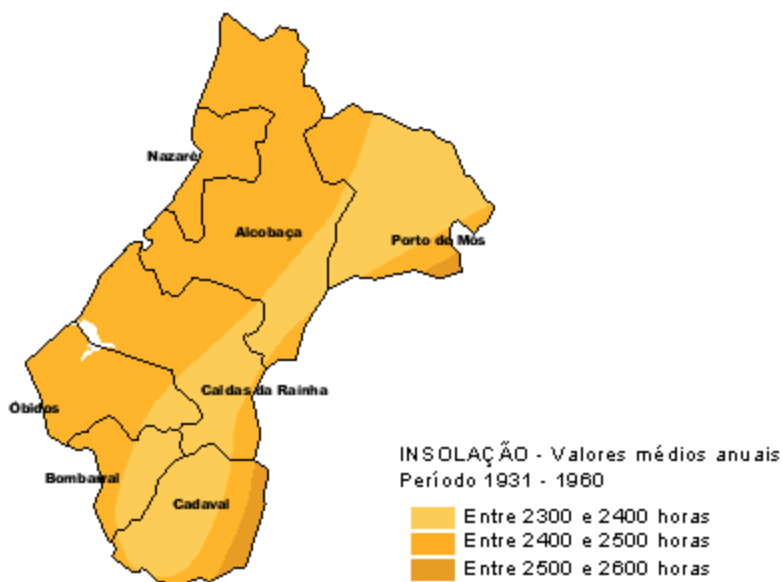 Nazaré
Alcobaça
Porto de Mós
Caldas da Rainha
Óbidos
Bombarral
Cadaval
INSOLAÇÃO - Valores médios anuais
Período 1931 - 1960
Entre 2300 e 2400 horas
Entre 2400 e 2500 horas
Entre 2500 e 2600 horas